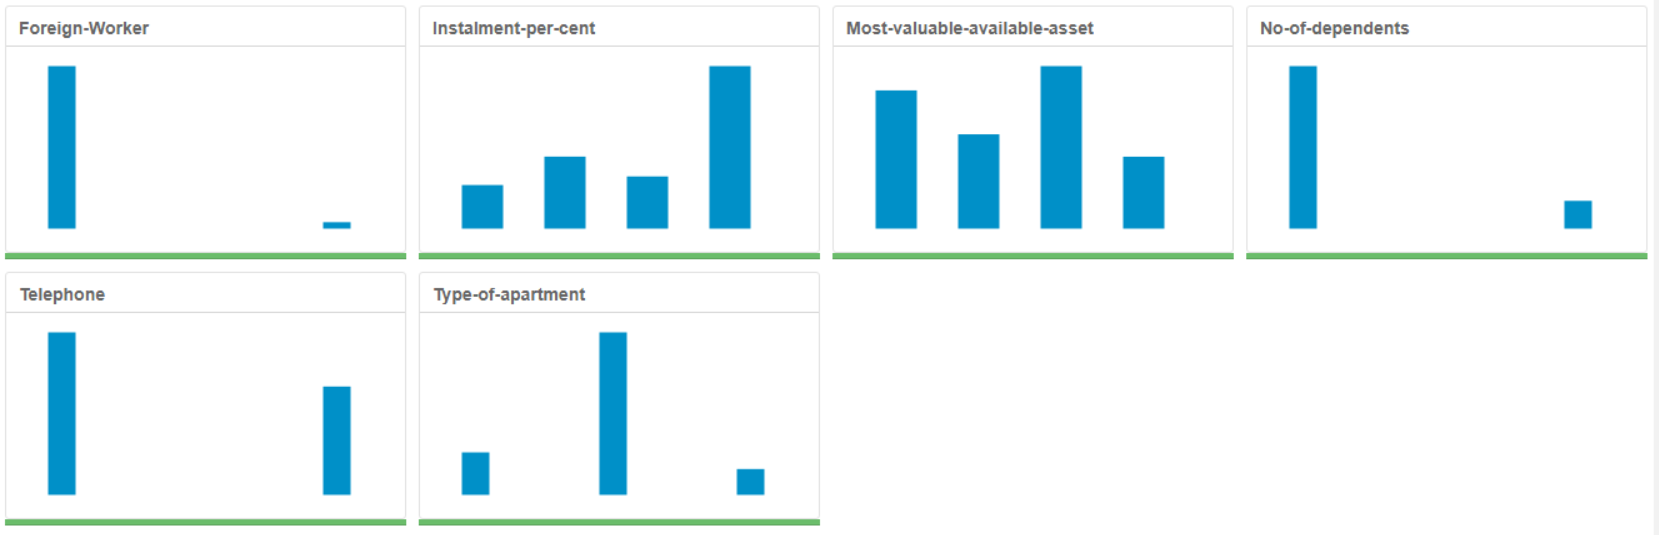 Foreign-Worker
Instalment-per-cent
Most-valuable-available-asset
No-of-dependents
Telephone
Type-of-apartment